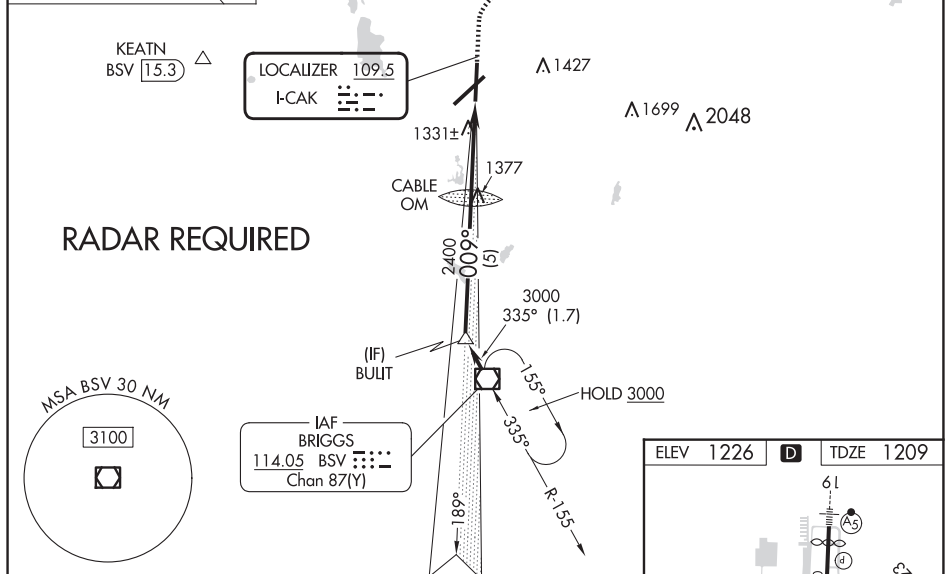 KEATN
BSV 15.3
LOCALIZER 109.5
I-CAK
1427
1699
2048
1331±
1377
CABLE
OM
RADAR REQUIRED
2400
009°
(5)
3000
335° (1.7)
(IF)
BULIT
155°
HOLD 3000
MSA BSV 30 NM
3100
IAF
BRIGGS
114.05 BSV
Chan 87(Y)
335°
R-155
189°
ELEV 1226
D
TDZE 1209
19
A5
P
23